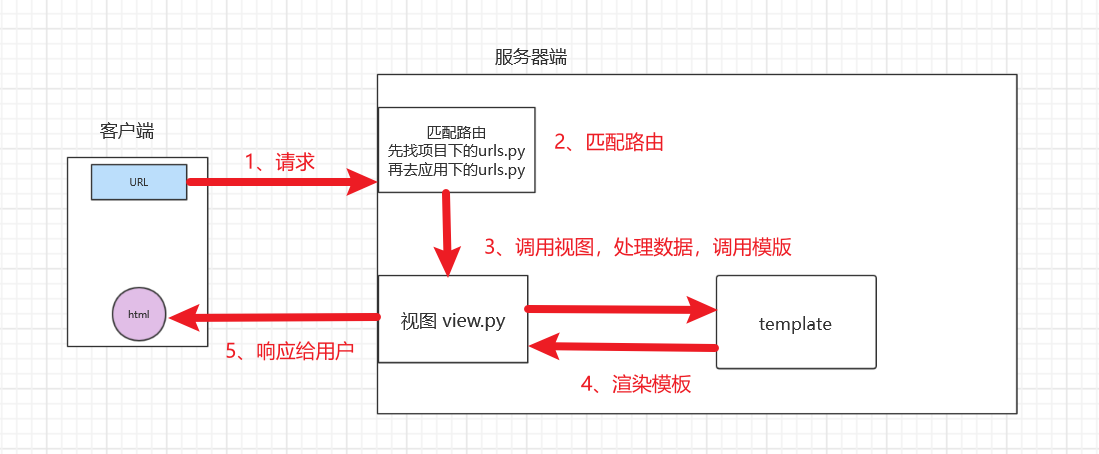 服务器端
客户端
匹配路由
先找项目下的urls.py
再去应用下的urls.py
2、匹配路由
1、请求
URL
3、调用视图，处理数据，调用模版
html
视图 view.py
template
5、响应给用户
4、渲染模板